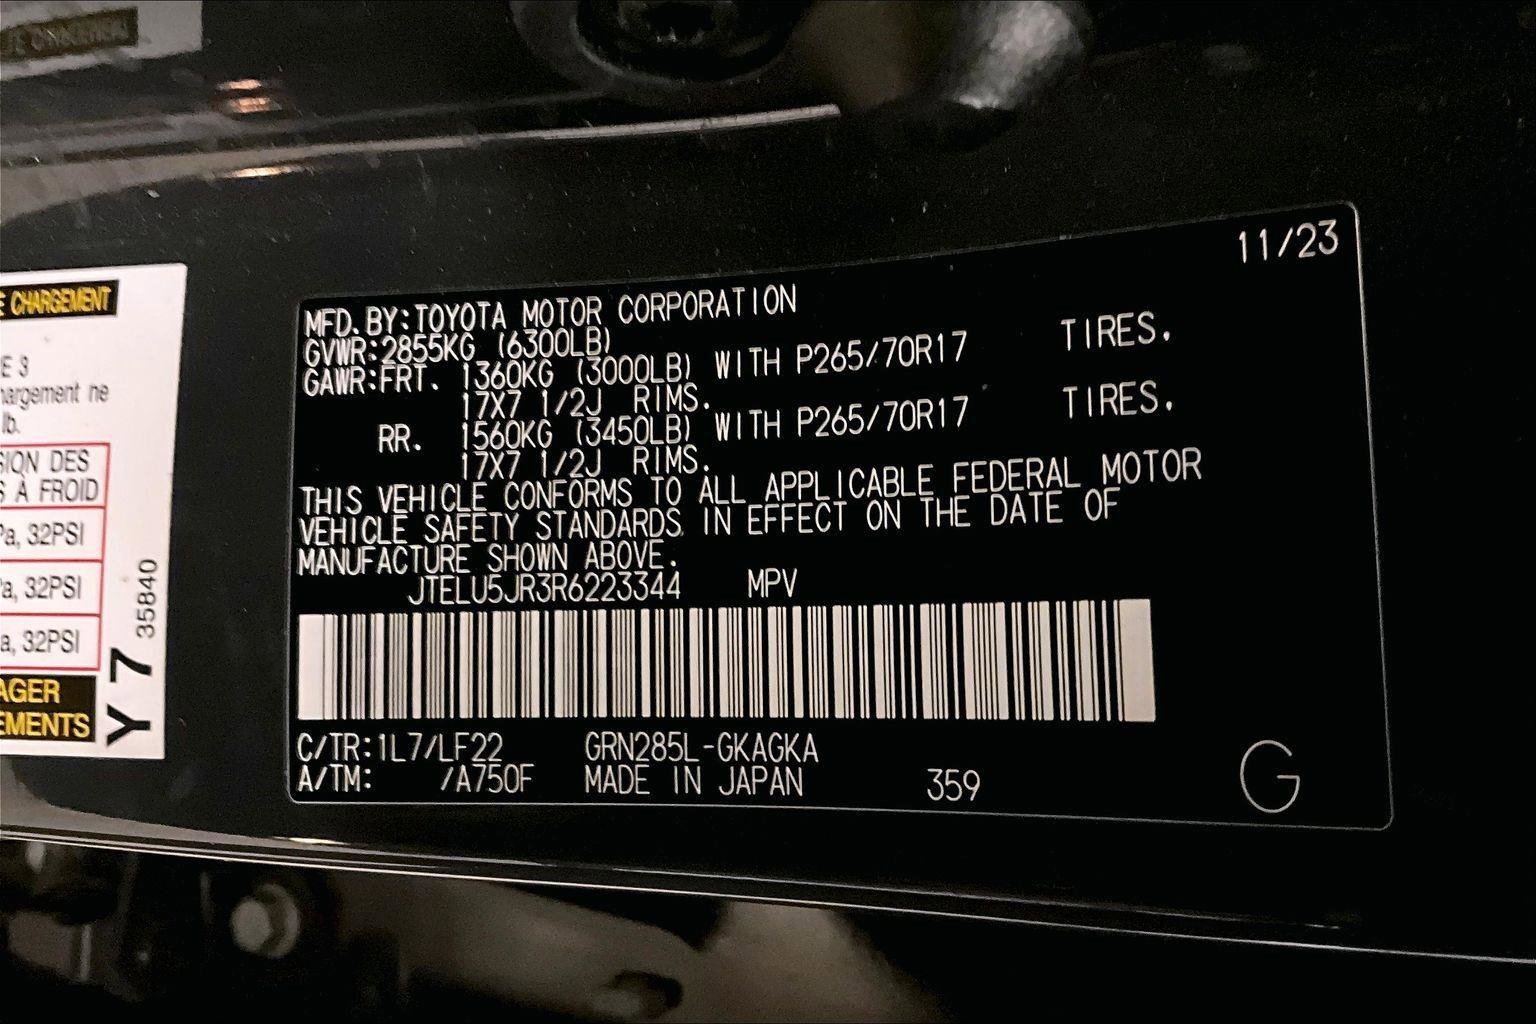 E CHARGEMENT
E 3
hargement ne
lb.
SION DES
S À FROID
Pa, 32PSI
a, 32PSI
a, 32PSI
AGER
EMENTS
Y 7 35840
11/23
MFD. BY: TOYOTA MOTOR CORPORATION
GVWR: 2855KG (6300LB)
GAWR: FRT. 1360KG (3000LB) WITH P265/70R17 TIRES.
17X7 1/2J RIMS.
RR. 1560KG (3450LB) WITH P265/70R17 TIRES.
17X7 1/2J RIMS.
THIS VEHICLE CONFORMS TO ALL APPLICABLE FEDERAL MOTOR
VEHICLE SAFETY STANDARDS IN EFFECT ON THE DATE OF
MANUFACTURE SHOWN ABOVE.
JTELU5JR3R6223344 MPV
C/TR: 1L7/LF22 GRN285L-GKAGKA
A/TM: /A750F MADE IN JAPAN 359
G